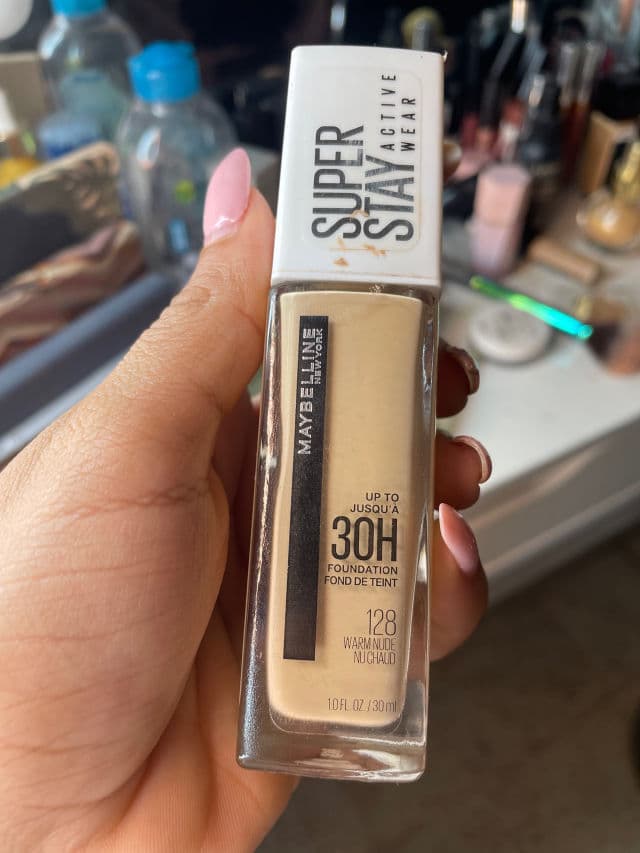 SUPER
STAY
ACTIVE
WEAR
MAYBELLINE
NEW YORK
UP TO
JUSQU'À
30H
FOUNDATION
FOND DE TEINT
128
WARM NUDE
NU CHAUD
1.0 FL. OZ. / 30 ml